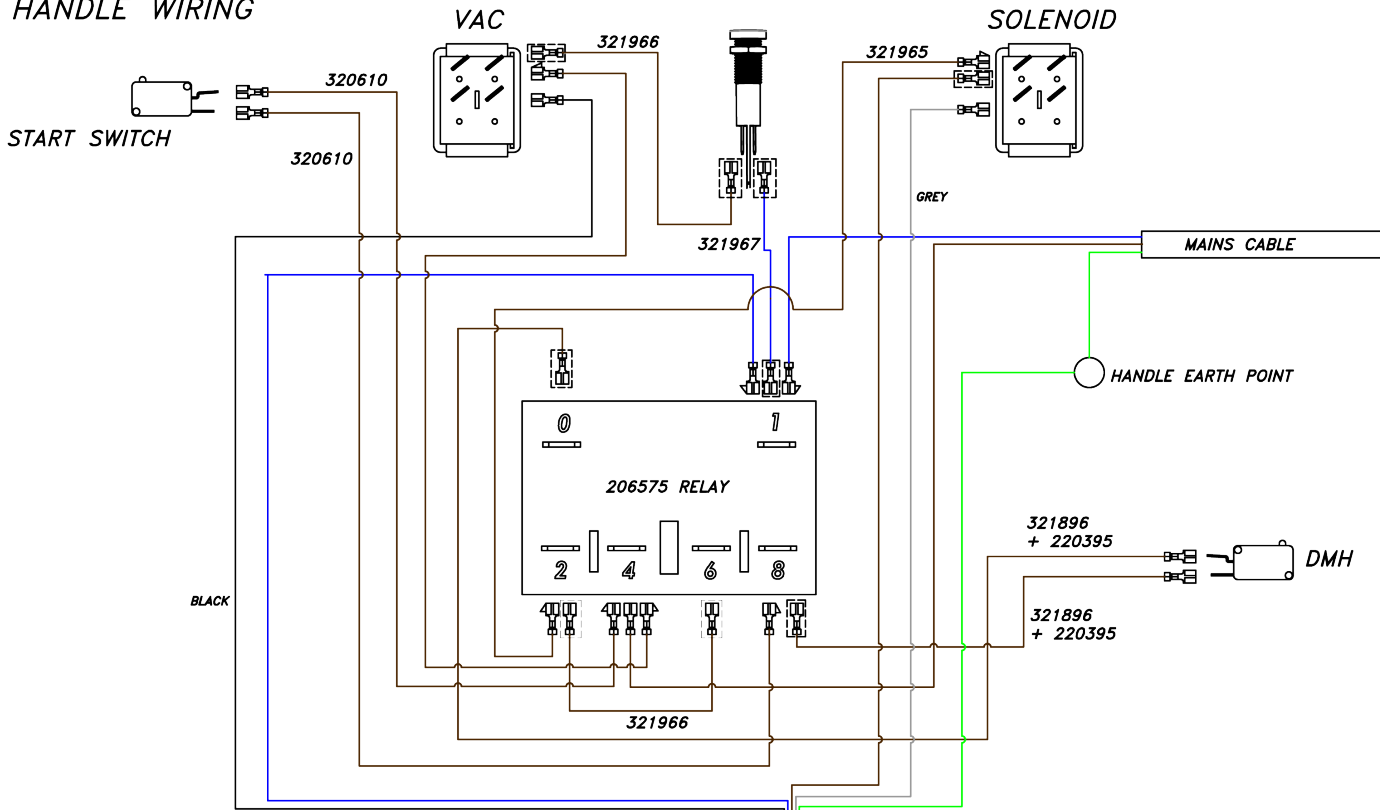 HANDLE WIRING
VAC
SOLENOID
321966
321965
320610
START SWITCH
320610
GREY
321967
MAINS CABLE
HANDLE EARTH POINT
0
1
206575 RELAY
321896
+ 220395
DMH
2
4
6
8
BLACK
321896
+ 220395
321966